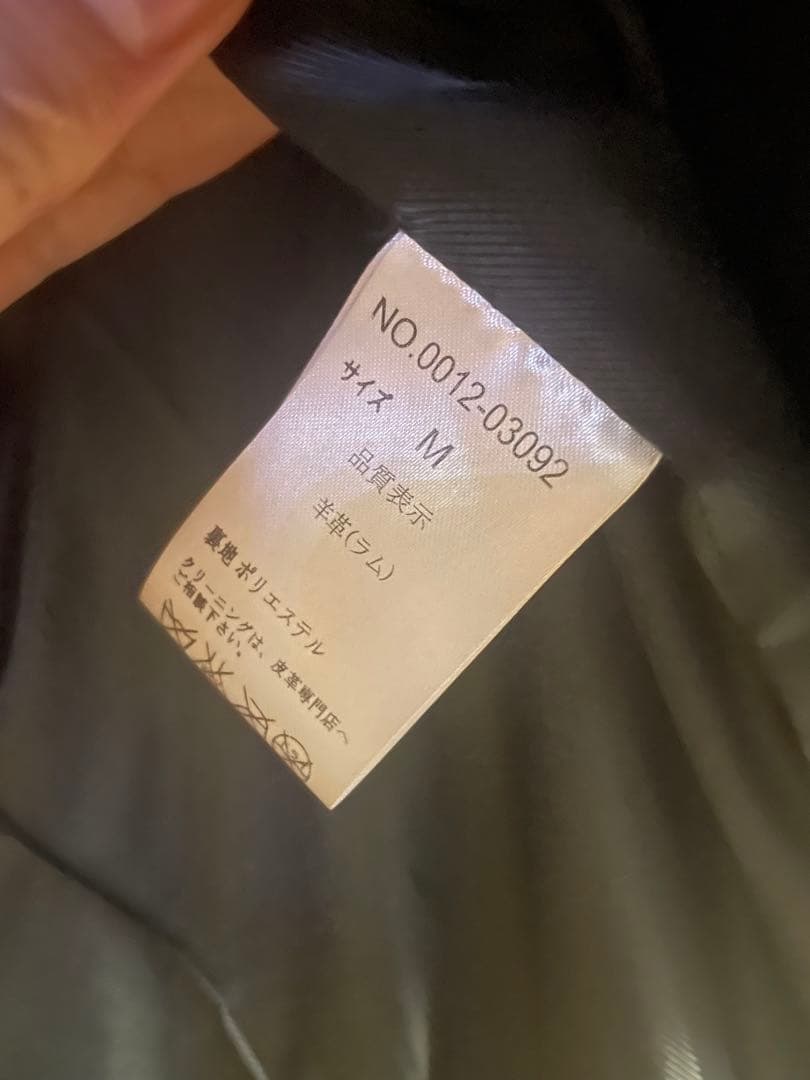 NO.0012-03092
サイズ M
品質表示
羊革(ラム)
裏地 ポリエステル
クリーニングは、皮革専門店へ
ご相談下さい。